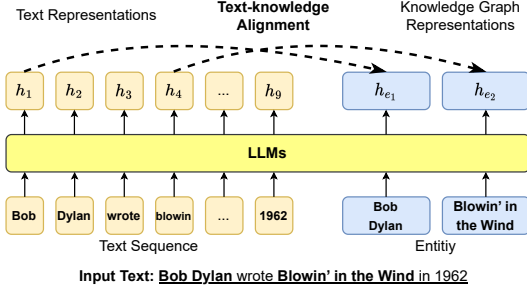 Text Representations
Text-knowledge
Alignment
Knowledge Graph
Representations
h₁ h₂ h₃ h₄ ... h₉ hₑ₁ hₑ₂
LLMs
Bob Dylan wrote blowin ... 1962
Bob
Dylan
Blowin' in
the Wind
Text Sequence
Entitiy
Input Text: Bob Dylan wrote Blowin' in the Wind in 1962